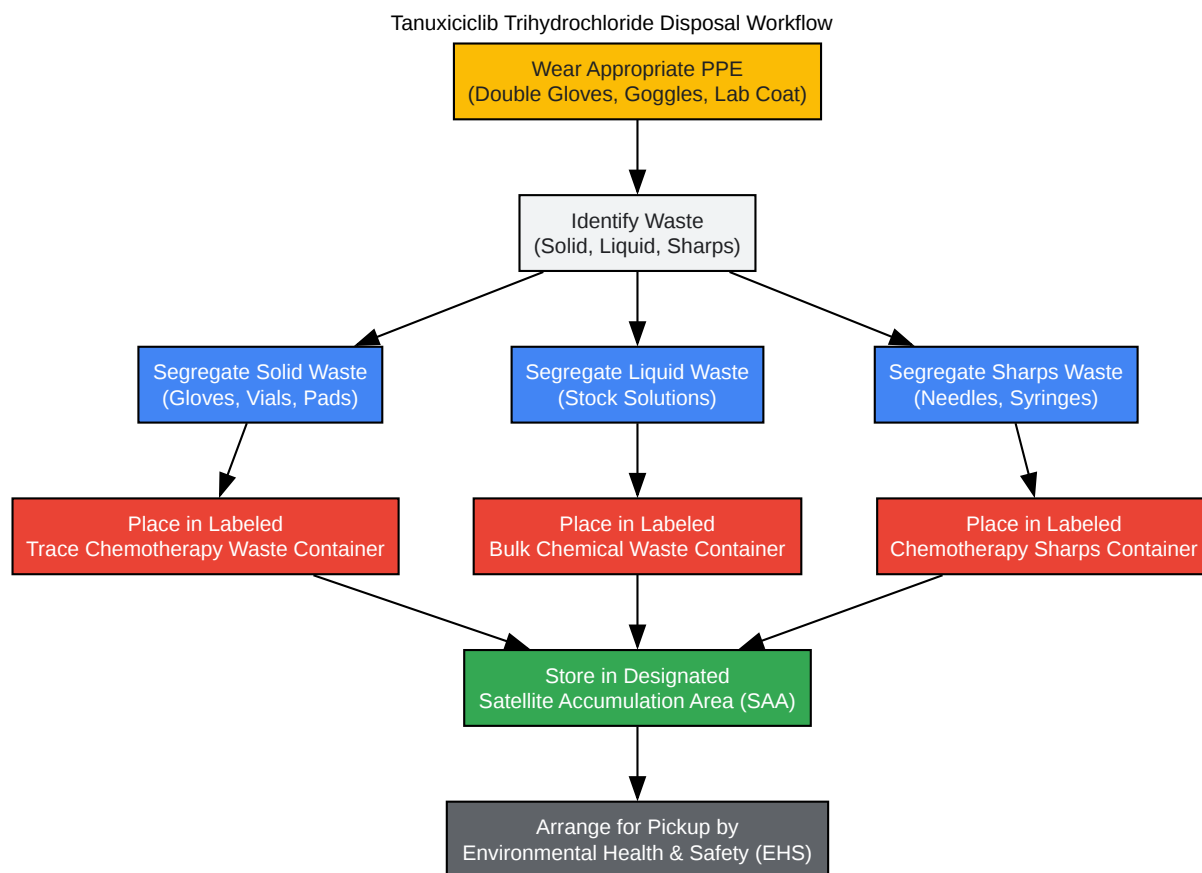 Tanuxiciclib Trihydrochloride Disposal Workflow
Wear Appropriate PPE
(Double Gloves, Goggles, Lab Coat)
Identify Waste
(Solid, Liquid, Sharps)
Segregate Solid Waste
(Gloves, Vials, Pads)
Segregate Liquid Waste
(Stock Solutions)
Segregate Sharps Waste
(Needles, Syringes)
Place in Labeled
Trace Chemotherapy Waste Container
Place in Labeled
Bulk Chemical Waste Container
Place in Labeled
Chemotherapy Sharps Container
Store in Designated
Satellite Accumulation Area (SAA)
Arrange for Pickup by
Environmental Health & Safety (EHS)